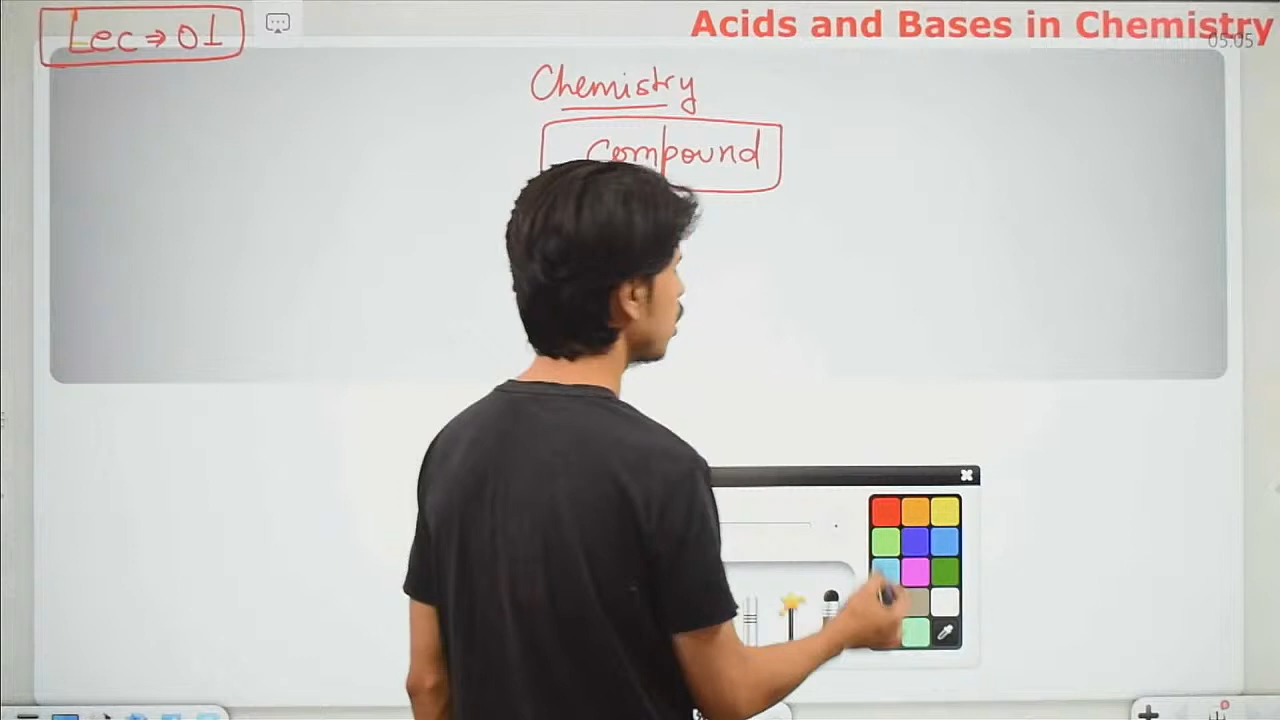 Lec ⇒ 01
Acids and Bases in Chemistry
05:05
Chemistry
Compound